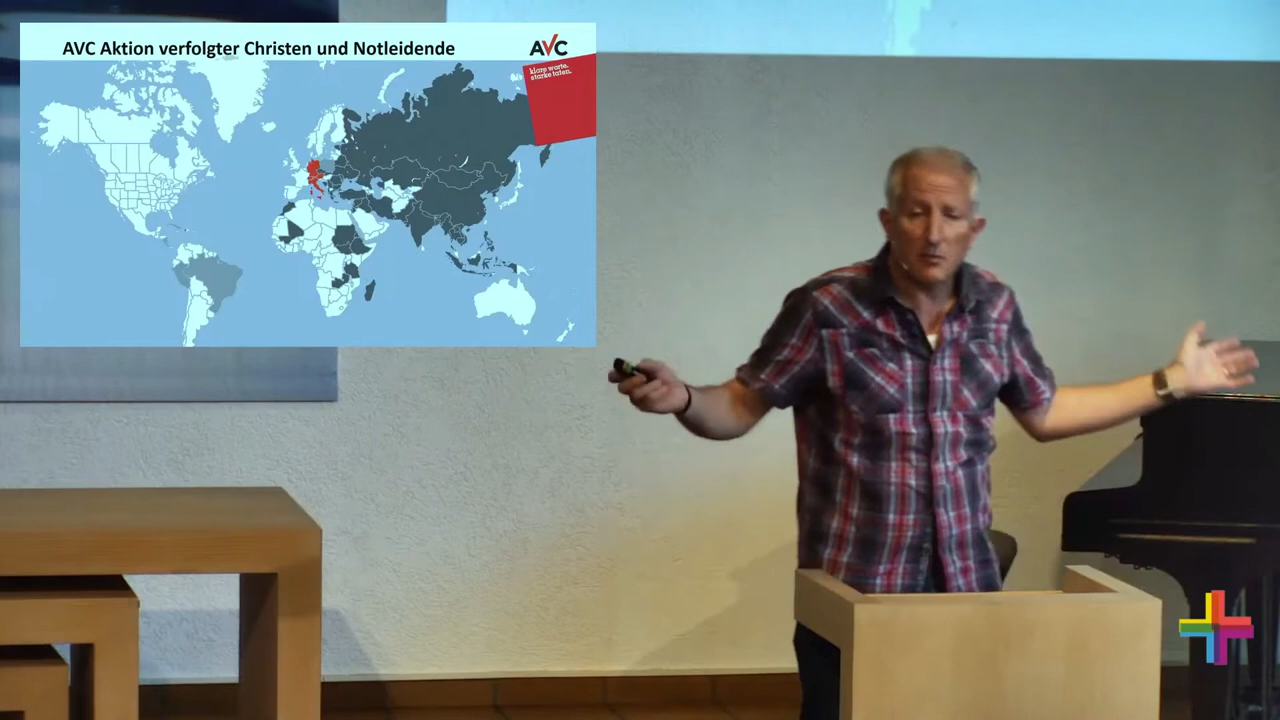 AVC Aktion verfolgter Christen und Notleidende
AVC
klare worte.
starke taten.